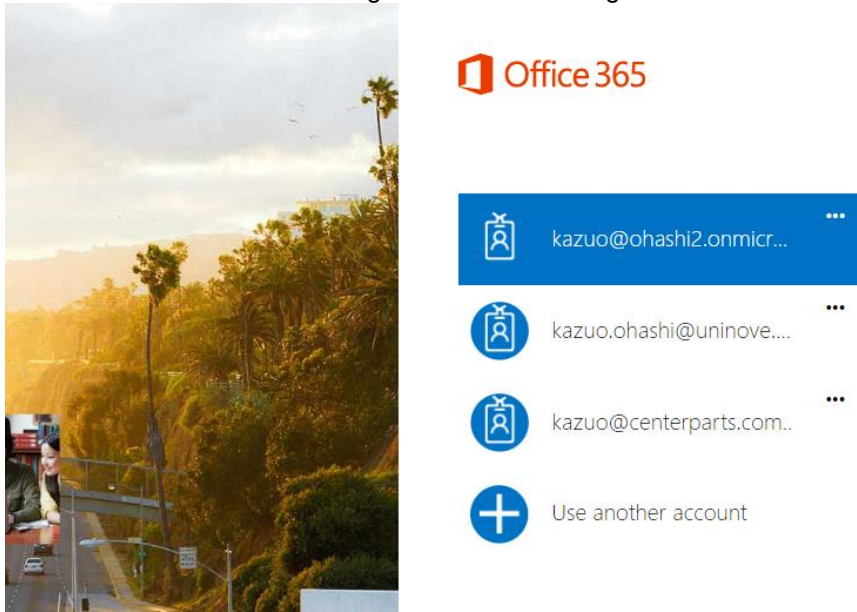 Office 365
kazuo@ohashi2.onmicr...
kazuo.ohashi@uninove....
kazuo@centerparts.com..
Use another account